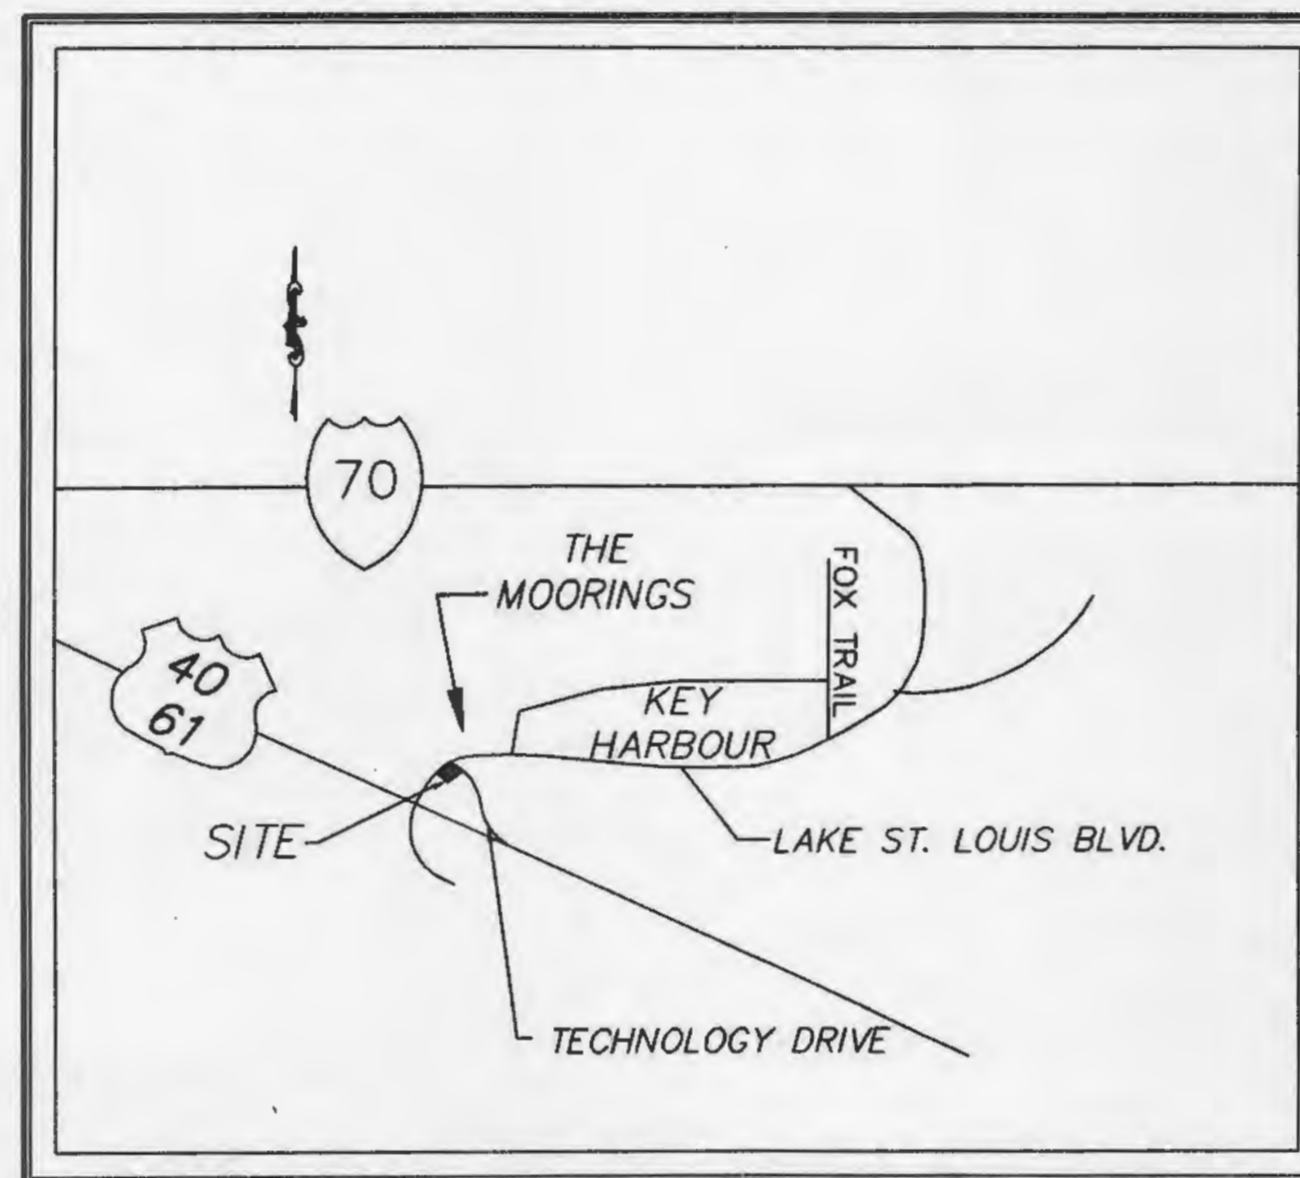 70
THE
MOORINGS
FOX TRAIL
40
61
KEY
HARBOUR
SITE
LAKE ST. LOUIS BLVD.
TECHNOLOGY DRIVE